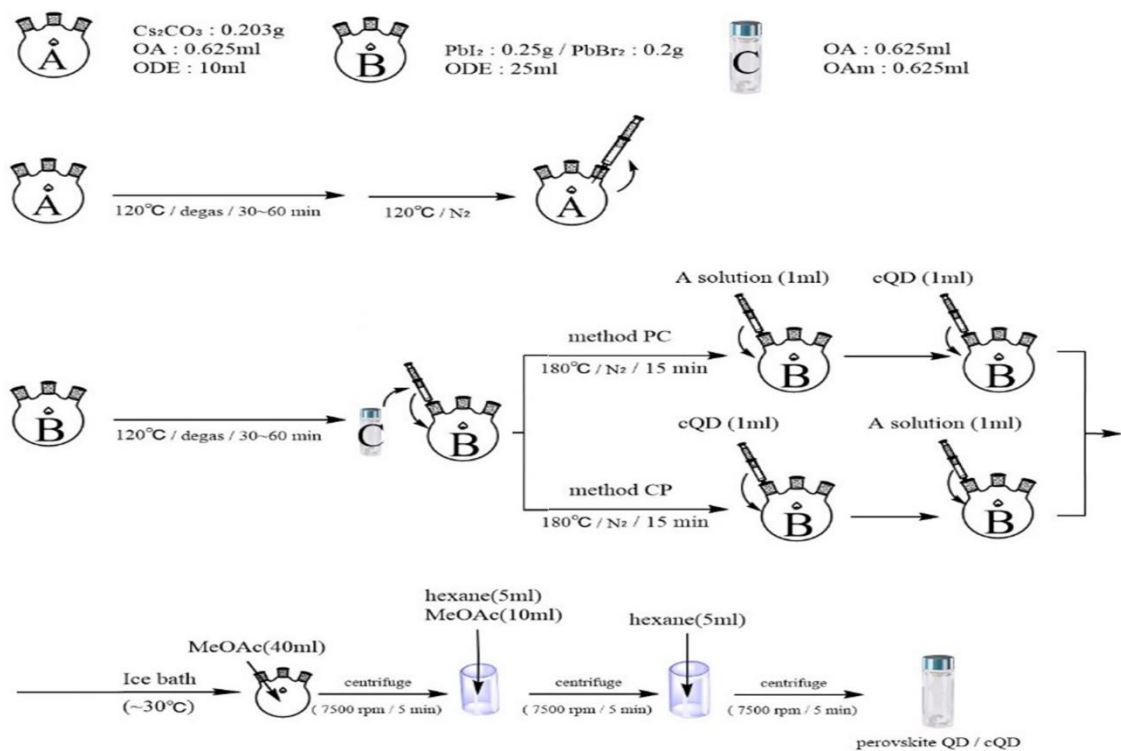 A
Cs₂CO₃ : 0.203g
OA : 0.625ml
ODE : 10ml
B
PbI₂ : 0.25g / PbBr₂ : 0.2g
ODE : 25ml
C
OA : 0.625ml
OAm : 0.625ml
A
120℃ / degas / 30~60 min
120℃ / N₂
A
B
120℃ / degas / 30~60 min
C
B
method PC
180℃ / N₂ / 15 min
A solution (1ml)
B
cQD (1ml)
B
method CP
180℃ / N₂ / 15 min
cQD (1ml)
B
A solution (1ml)
B
Ice bath
(~30℃)
MeOAc(40ml)
centrifuge
( 7500 rpm / 5 min)
hexane(5ml)
MeOAc(10ml)
centrifuge
( 7500 rpm / 5 min)
hexane(5ml)
centrifuge
( 7500 rpm / 5 min)
perovskite QD / cQD